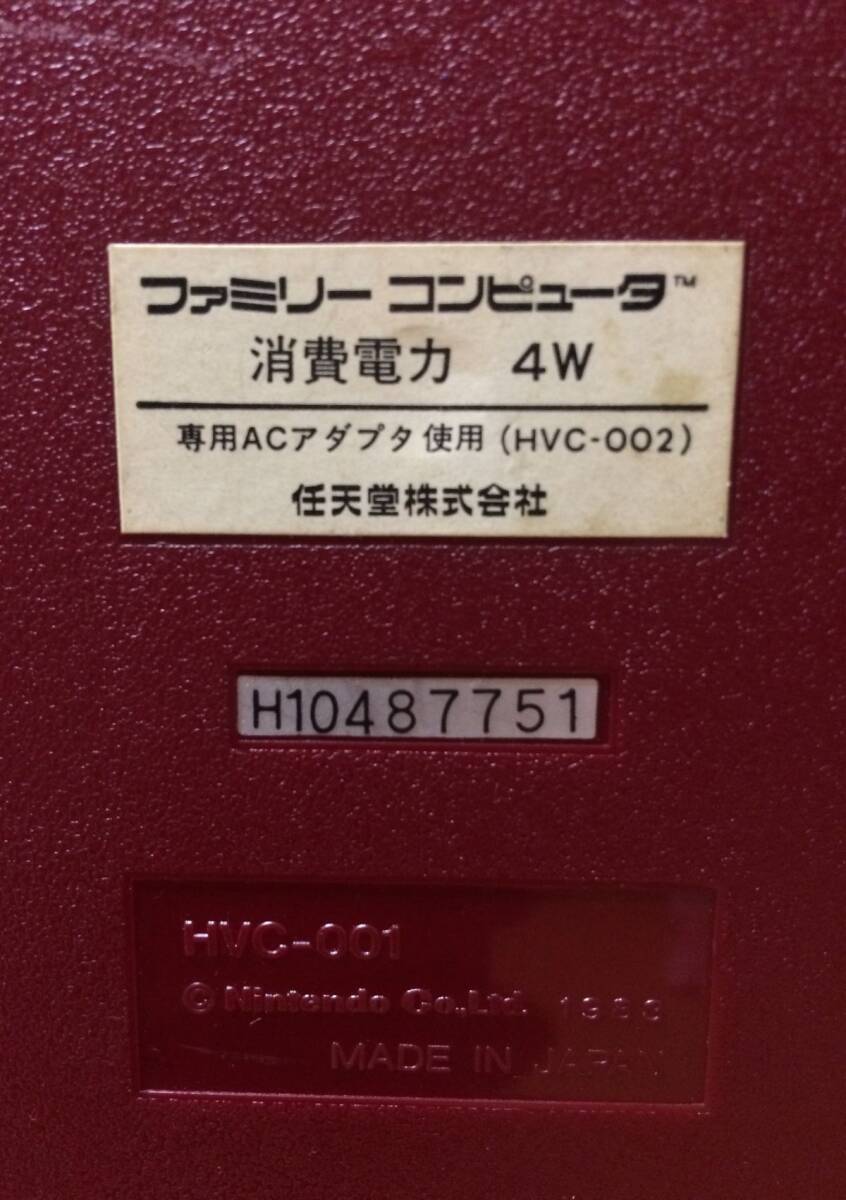 ファミリー コンピュータ™
消費電力 4W
専用ACアダプタ使用 (HVC-002)
任天堂株式会社
H10487751
HVC-001
© Nintendo Co.,Ltd. 1983
MADE IN JAPAN